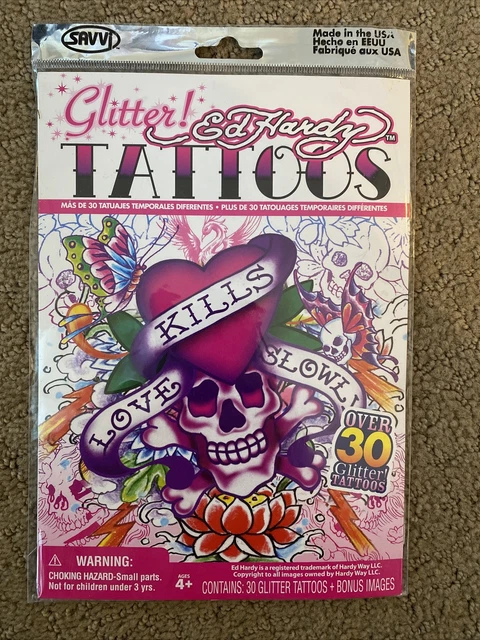 SAVVI
Made in the USA
Hecho en EEUU
Fabriqué aux USA
Glitter! Ed Hardy™
TATTOOS
MÁS DE 30 TATUAJES TEMPORALES DIFERENTES • PLUS DE 30 TATOUAGES TEMPORAIRES DIFFÉRENTES
KILLS
LOVE
SLOWLY
OVER
30
Glitter!
TATTOOS
⚠ WARNING:
CHOKING HAZARD-Small parts.
Not for children under 3 yrs.
AGES
4+
Ed Hardy is a registered trademark of Hardy Way LLC.
Copyright to all images owned by Hardy Way LLC.
CONTAINS: 30 GLITTER TATTOOS + BONUS IMAGES